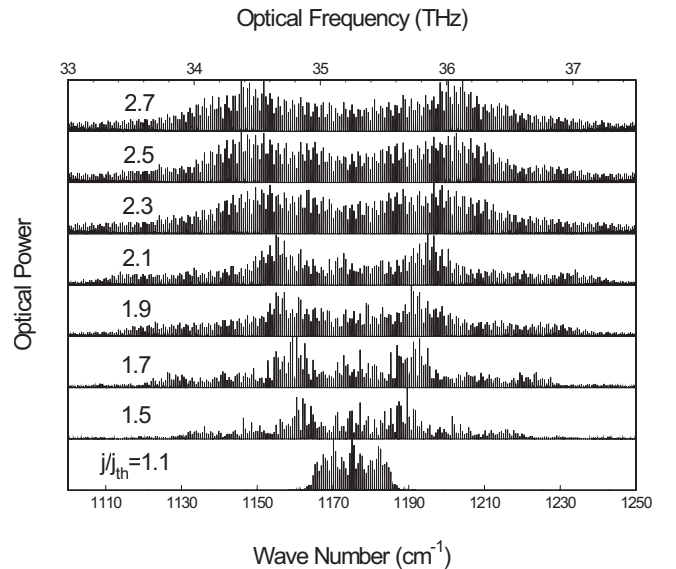 Optical Frequency (THz)
33 34 35 36 37
2.7
2.5
2.3
2.1
1.9
1.7
1.5
j/jth=1.1
Optical Power
1110 1130 1150 1170 1190 1210 1230 1250
Wave Number (cm-1)